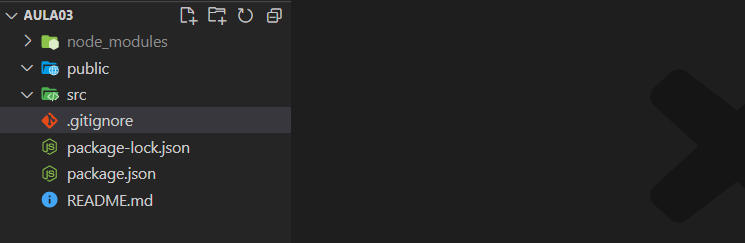 AULA03
node_modules
public
src
.gitignore
package-lock.json
package.json
README.md